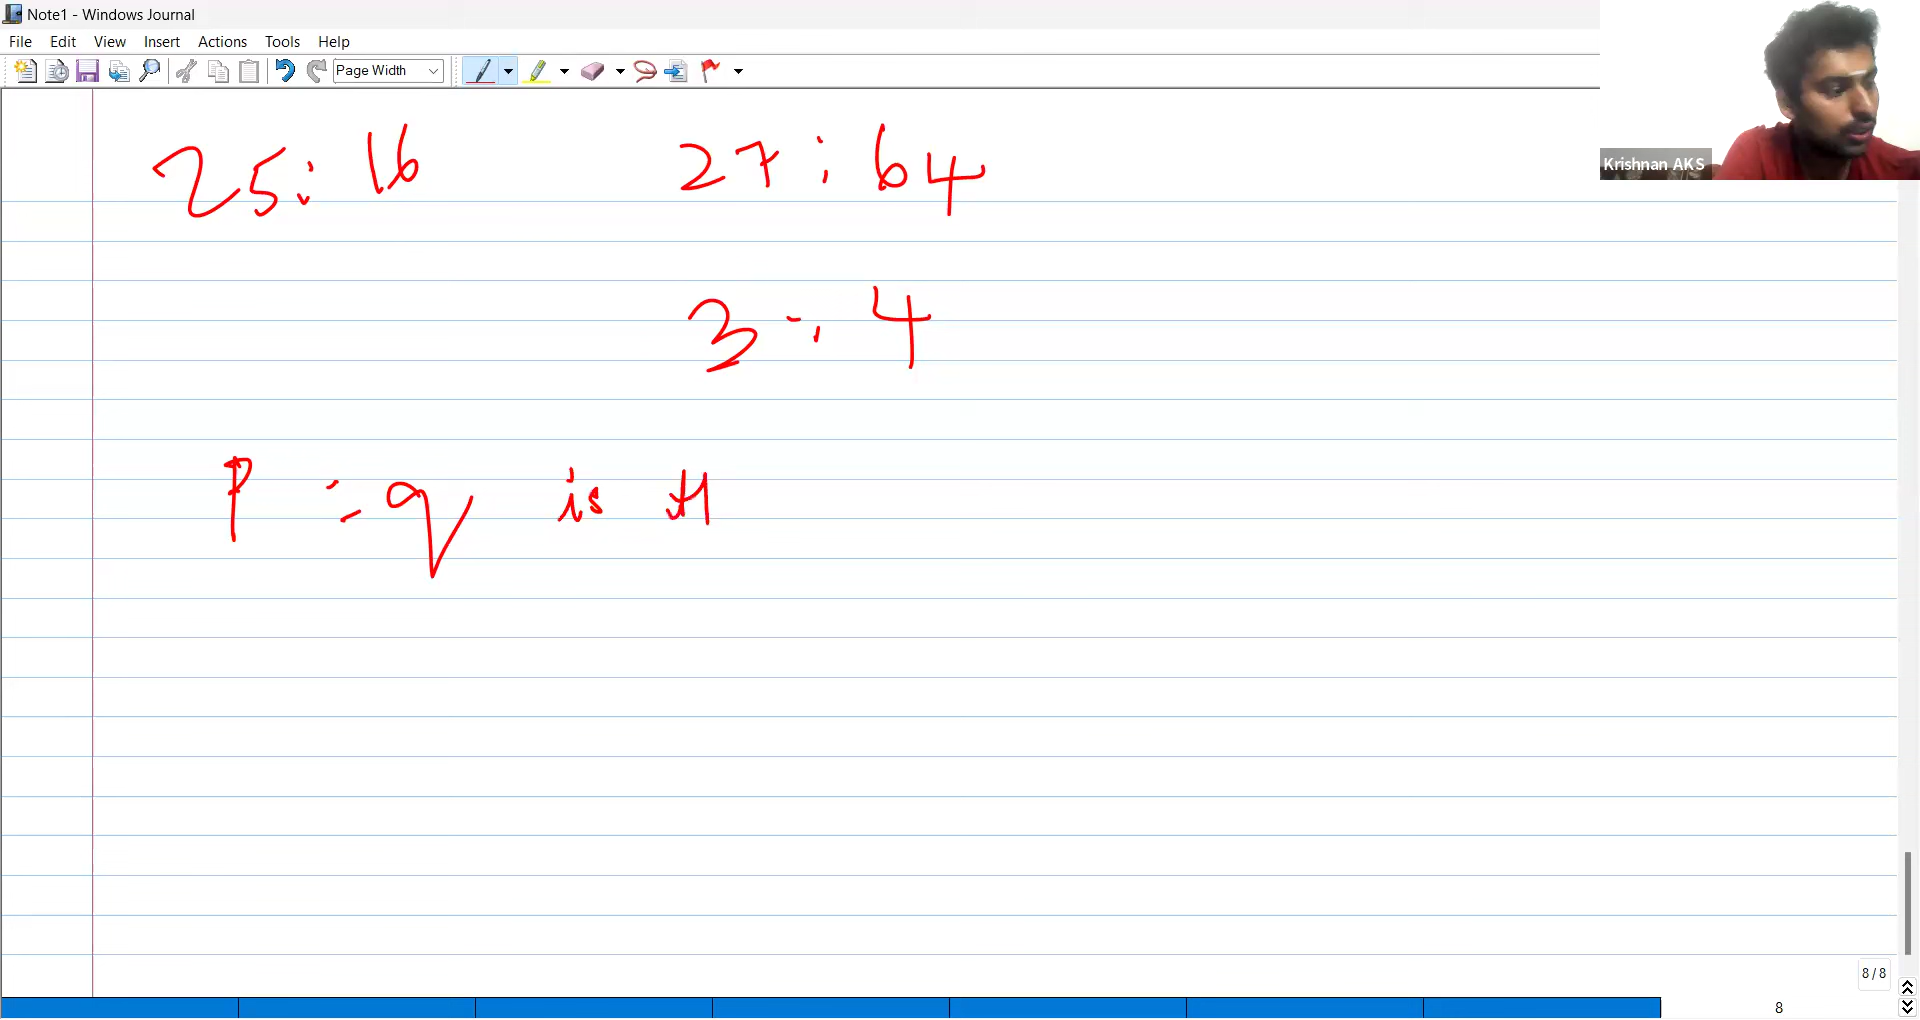 Note1 - Windows Journal
File Edit View Insert Actions Tools Help
Page Width
Krishnan AKS
25:16 27:64
3:4
P:q is
8/8
8